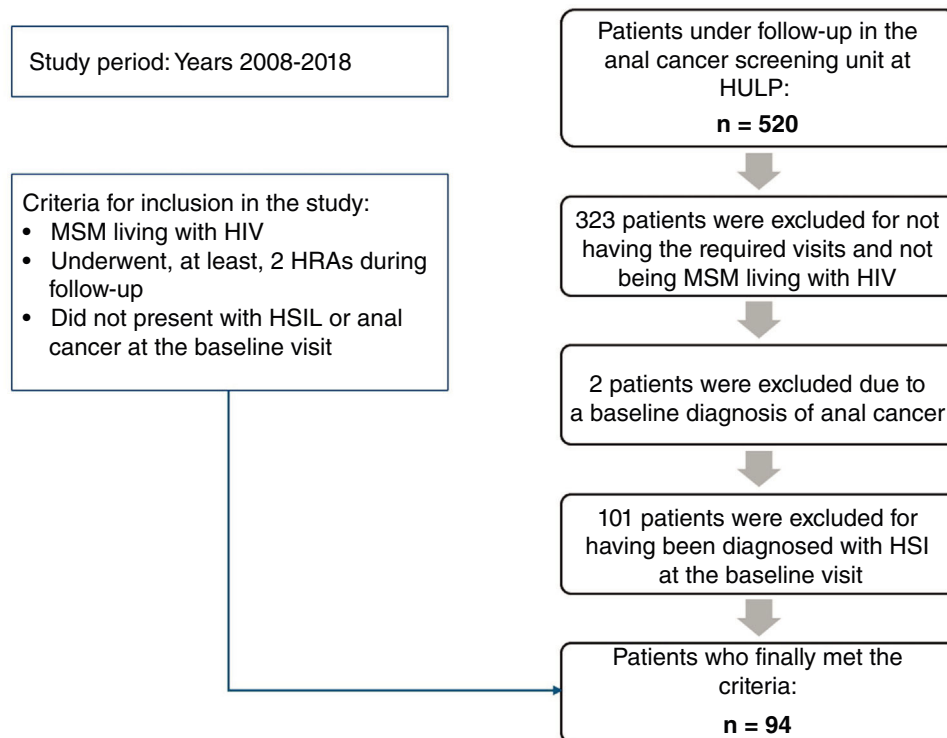 Study period: Years 2008-2018
Criteria for inclusion in the study:
• MSM living with HIV
• Underwent, at least, 2 HRAs during
follow-up
• Did not present with HSIL or anal
cancer at the baseline visit
Patients under follow-up in the
anal cancer screening unit at
HULP:
n = 520
323 patients were excluded for not
having the required visits and not
being MSM living with HIV
2 patients were excluded due to
a baseline diagnosis of anal cancer
101 patients were excluded for
having been diagnosed with HSI
at the baseline visit
Patients who finally met the
criteria:
n = 94